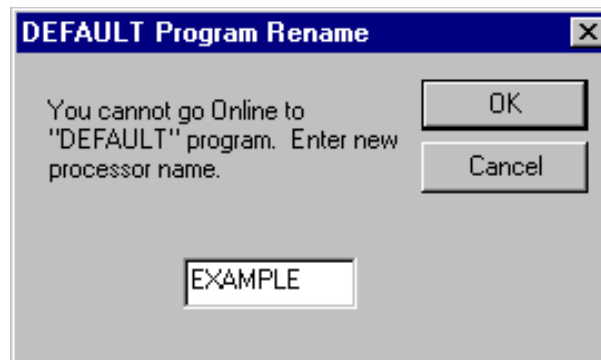 DEFAULT Program Rename
You cannot go Online to
"DEFAULT" program.  Enter new
processor name.
OK
Cancel
EXAMPLE